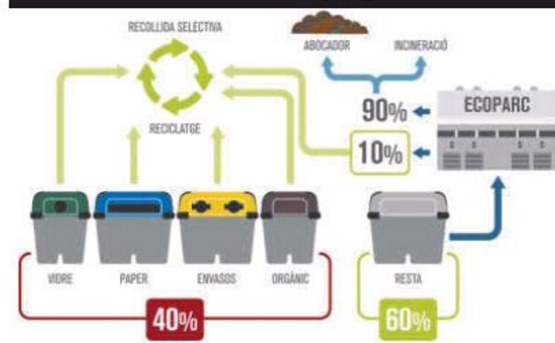 RECOLLIDA SELECTIVA
RECICLATGE
ABOCADOR
INCINERACIÓ
90%
10%
ECOPARC
VIDRE
PAPER
ENVASOS
ORGÀNIC
RESTA
40%
60%